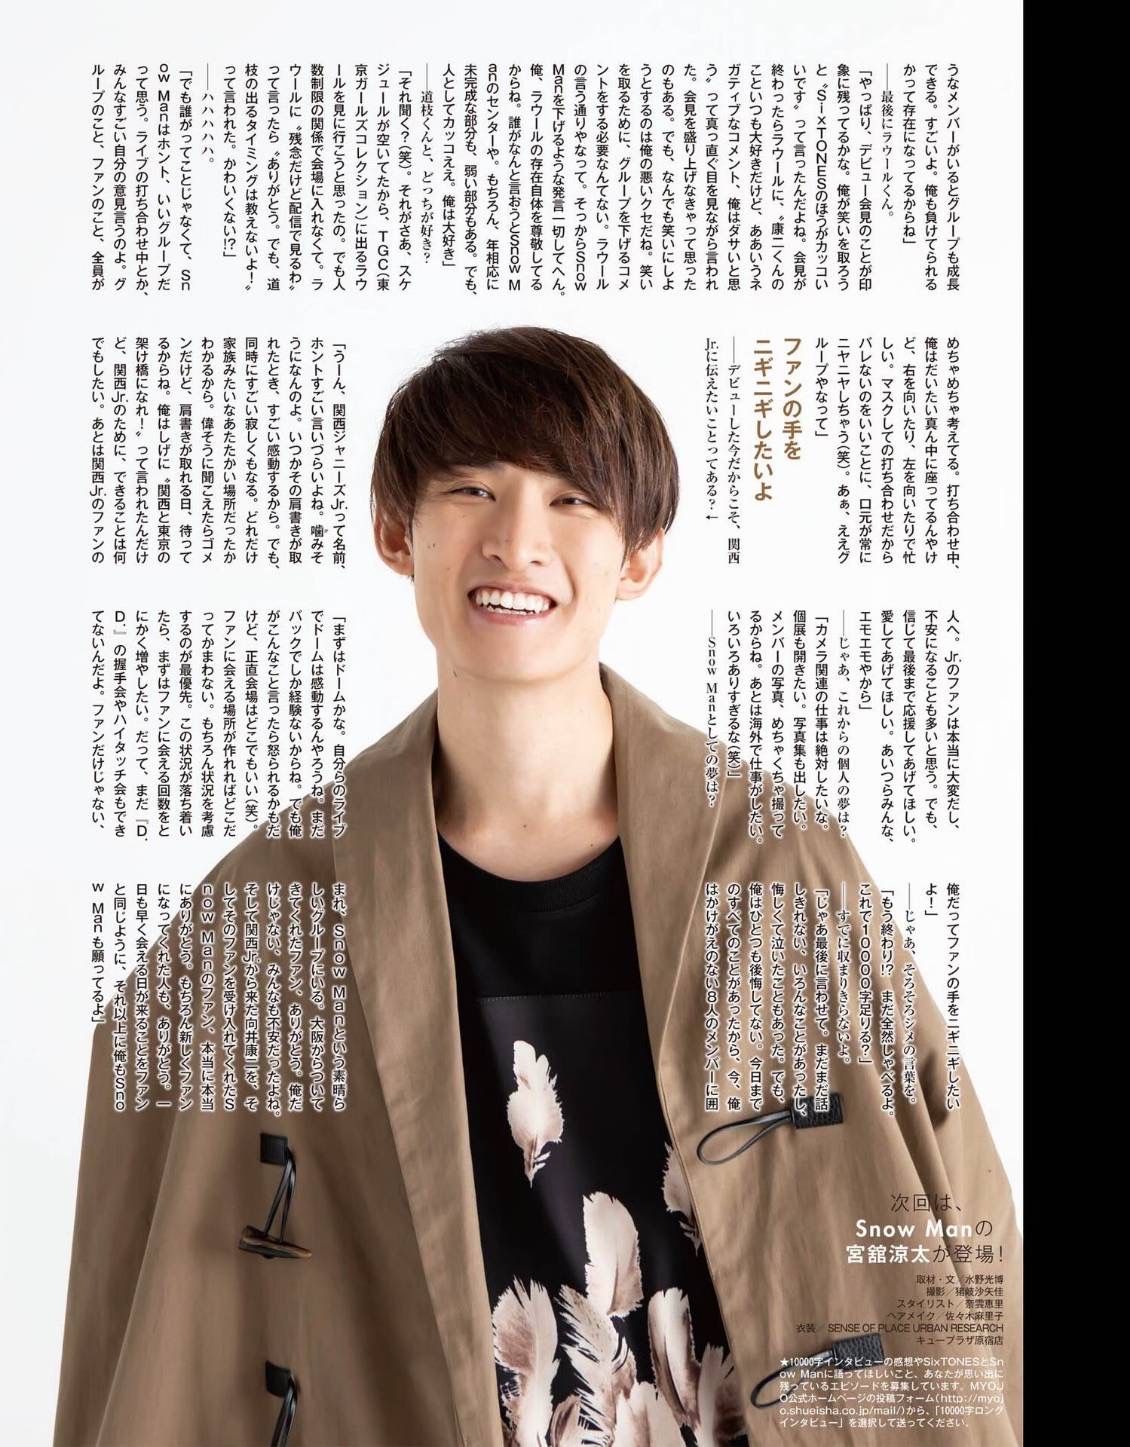 うなメンバーがいるとグループも成長
できる。すごいよ。俺も負けてられる
かって存在になってるからね」
――最後にラウールくん。
「やっぱり、デビュー会見のことが印
象に残ってるかな。俺が笑いを取ろう
と〝SixTONESのほうがカッコい
いです〟って言ったんだよね。会見が
終わったらラウールに、〝康二くんの
こといつも大好きだけど、ああいうネ
ガティブなコメント、俺はダサいと思
う〟って真っ直ぐ目を見ながら言われ
た。会見を盛り上げなきゃって思った
のもある。でも、なんでも笑いにしよ
うとするのは俺の悪いクセだね。笑い
を取るために、グループを下げるコメ
ントをする必要なんてない。ラウール
の言う通りやなって。そっからSnow
Manを下げるような発言一切してへん。
俺、ラウールの存在自体を尊敬してる
からね。誰がなんと言おうとSnow M
anのセンターや。もちろん、年相応に
未完成な部分も、弱い部分もある。でも、
人としてカッコええ。俺は大好き」
――道枝くんと、どっちが好き?
「それ聞く?(笑)。それがさあ、スケ
ジュールが空いてたから、TGC(東
京ガールズコレクション)に出るラウ
ールを見に行こうと思ったの。でも人
数制限の関係で会場に入れなくて。ラ
ウールに〝残念だけど配信で見るわ〟
って言ったら〝ありがとう。でも、道
枝の出るタイミングは教えないよ!〟
って言われた。かわいくない!?」
――ハハハハハ。
「でも誰がってことじゃなくて、Sn
ow Manはホント、いいグループだ
って思う。ライブの打ち合わせ中とか、
みんなすごい自分の意見言うのよ。グ
ループのこと、ファンのこと、全員が
めちゃめちゃ考えてる。打ち合わせ中、
俺はだいたい真ん中に座ってるんやけ
ど、右を向いたり、左を向いたりで忙
しい。マスクしての打ち合わせだから
バレないのをいいことに、口元が常に
ニヤニヤしちゃう(笑)。あぁ、ええグ
ループやなって」
ファンの手を
ニギニギしたいよ
――デビューした今だからこそ、関西
Jr.に伝えたいことってある?
「うーん、関西ジャニーズJr.って名前、
ホントすごい言いづらいよね。噛みそ
うになんのよ。いつかその肩書きが取
れたとき、すごい感動するから。でも、
同時にすごい寂しくもなる。どれだけ
家族みたいなあたたかい場所だったか
わかるから。偉そうに聞こえたらゴメ
ンだけど、肩書きが取れる日、待って
るからね。俺はしげに〝関西と東京の
架け橋になれ!〟って言われたんだけ
ど、関西Jr.のために、できることは何
でもしたい。あとは関西Jr.のファンの
人へ。Jr.のファンは本当に大変だし、
不安になることも多いと思う。でも、
信じて最後まで応援してあげてほしい。
愛してあげてほしい。あいつらみんな、
エモエモやから」
――じゃあ、これからの個人の夢は?
「カメラ関連の仕事は絶対したいな。
個展も開きたい。写真集も出したい。
メンバーの写真、めちゃくちゃ撮って
るからね。あとは海外で仕事がしたい。
いろいろありすぎるな(笑)」
――Snow Manとしての夢は?
「まずはドームかな。自分らのライブ
でドームは感動するんやろうね。まだ
バックでしか経験ないからね。でも俺
がこんなこと言ったら怒られるかもだ
けど、正直会場はどこでもいい(笑)。
ファンに会える場所が作れればどこだ
ってかまわない。もちろん状況を考慮
するのが最優先。この状況が落ち着い
たら、まずはファンに会える回数をと
にかく増やしたい。だって、まだ『D.
D.』の握手会やハイタッチ会もでき
てないんだよ。ファンだけじゃない、
俺だってファンの手をニギニギしたい
よ!」
――じゃあ、そろそろシメの言葉を。
「もう終わり!? まだ全然しゃべるよ。
これで10000字足りる?」
――すでに収まりきらないよ。
「じゃあ最後に言わせて。まだまだ話
しきれない、いろんなことがあったし、
悔しくて泣いたこともあった。でも、
俺はひとつも後悔してない。今日まで
のすべてのことがあったから、今、俺
はかけがえのない8人のメンバーに囲
まれ、Snow Manという素晴ら
しいグループにいる。大阪からついて
きてくれたファン、ありがとう。俺だ
けじゃない、みんなも不安だったよね。
そして関西Jr.から来た向井康二を、そ
してそのファンを受け入れてくれたS
now Manのファン、本当に本当
にありがとう。もちろん新しくファン
になってくれた人も、ありがとう。一
日も早く会える日が来ることをファン
と同じように、それ以上に俺もSno
w Manも願ってるよ」
次回は、
Snow Manの
宮舘涼太が登場!
取材・文/水野光博
撮影/猪岐沙矢佳
スタイリスト/奈雲恵里
ヘアメイク/佐々木麻里子
衣装/SENSE OF PLACE URBAN RESEARCH
キュープラザ原宿店
★10000字インタビューの感想やSixTONESとSn
ow Manに語ってほしいこと、あなたが思い出に
残っているエピソードを募集しています。MYOJ
O公式ホームページの投稿フォーム(http://myoj
o.shueisha.co.jp/mail/)から、「10000字ロング
インタビュー」を選択して送ってください。